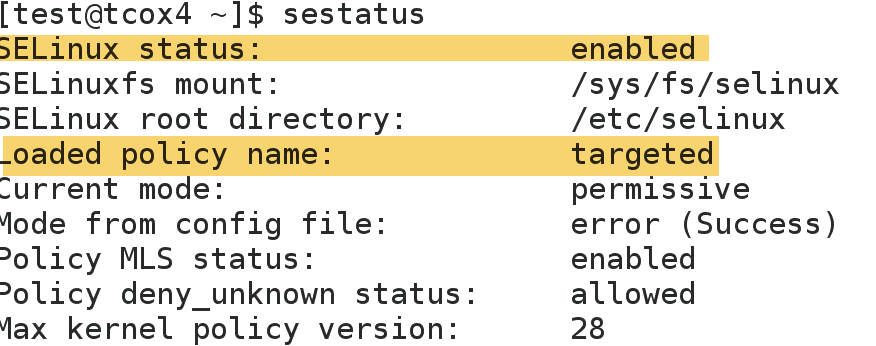 [test@tcox4 ~]$ sestatus
SELinux status: enabled
SELinuxfs mount: /sys/fs/selinux
SELinux root directory: /etc/selinux
Loaded policy name: targeted
Current mode: permissive
Mode from config file: error (Success)
Policy MLS status: enabled
Policy deny_unknown status: allowed
Max kernel policy version: 28